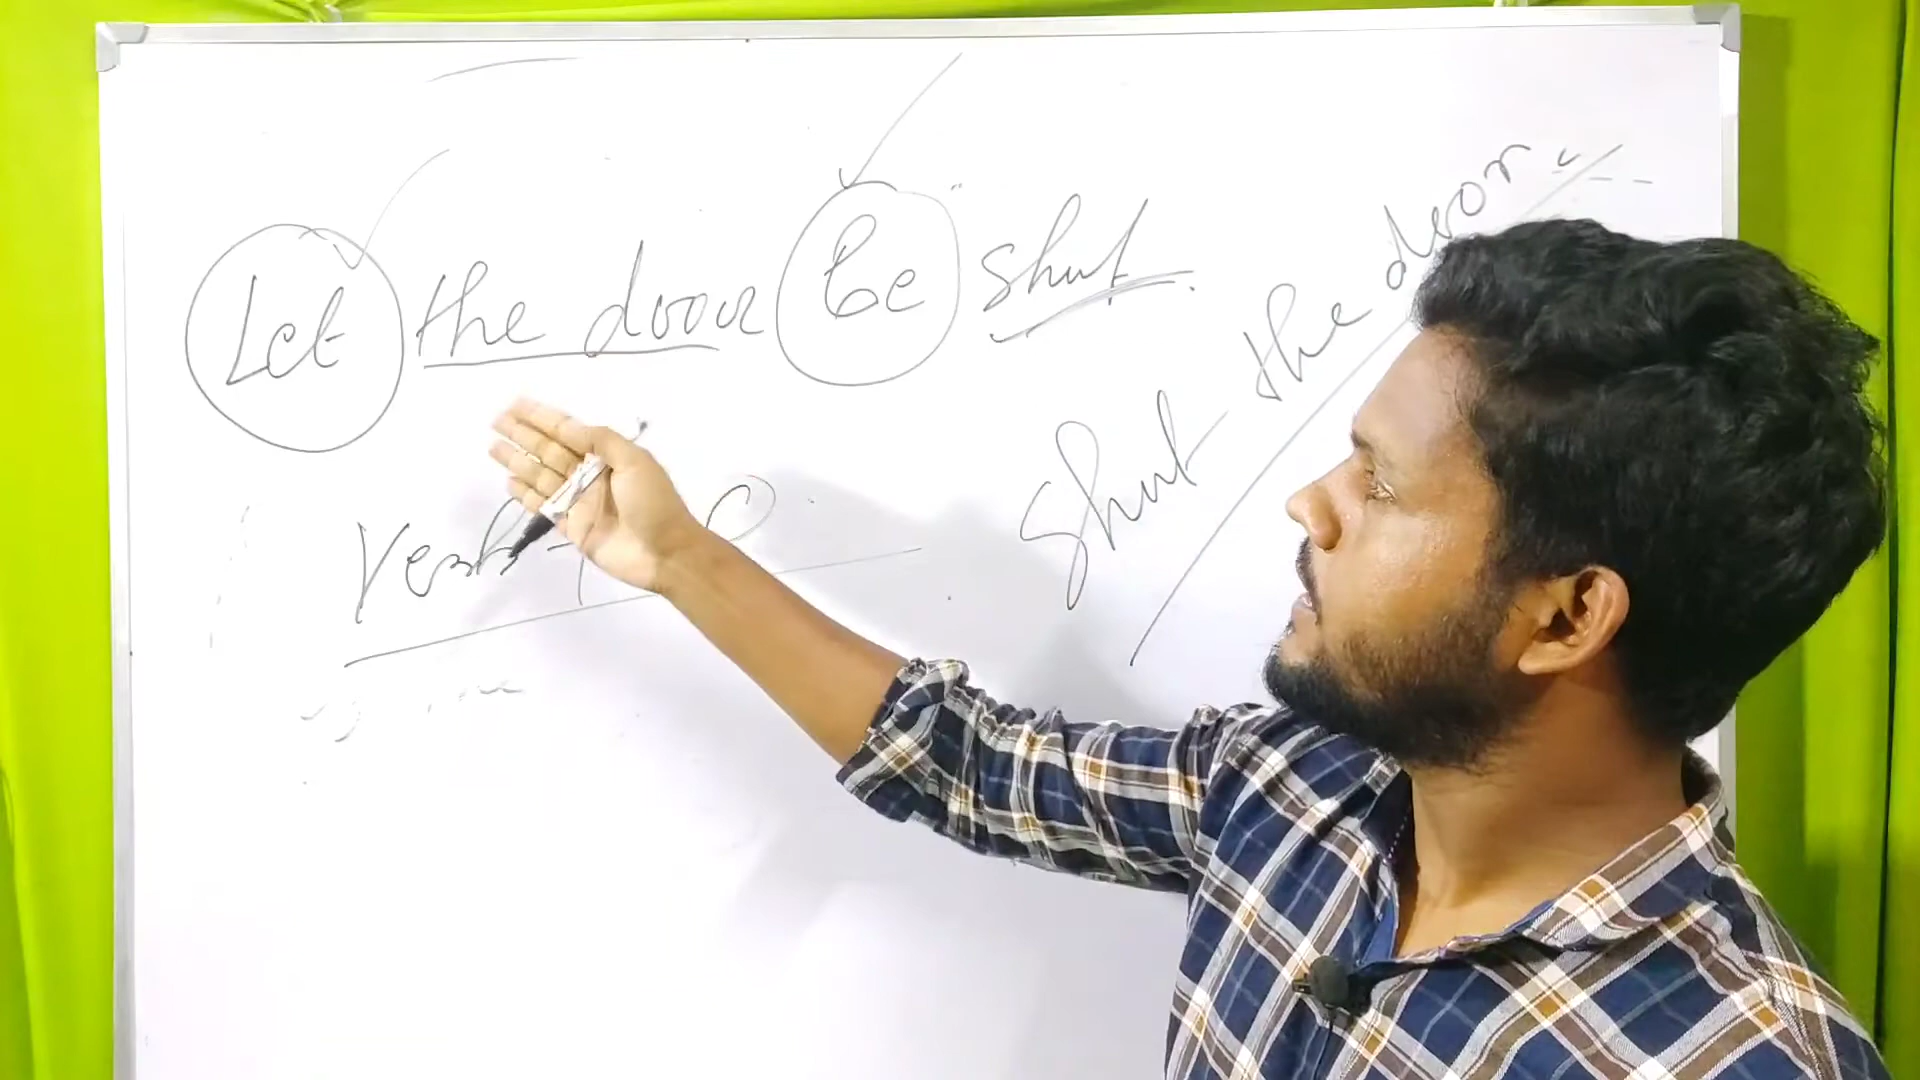 Let the door be shut.
shut the door
Verb +